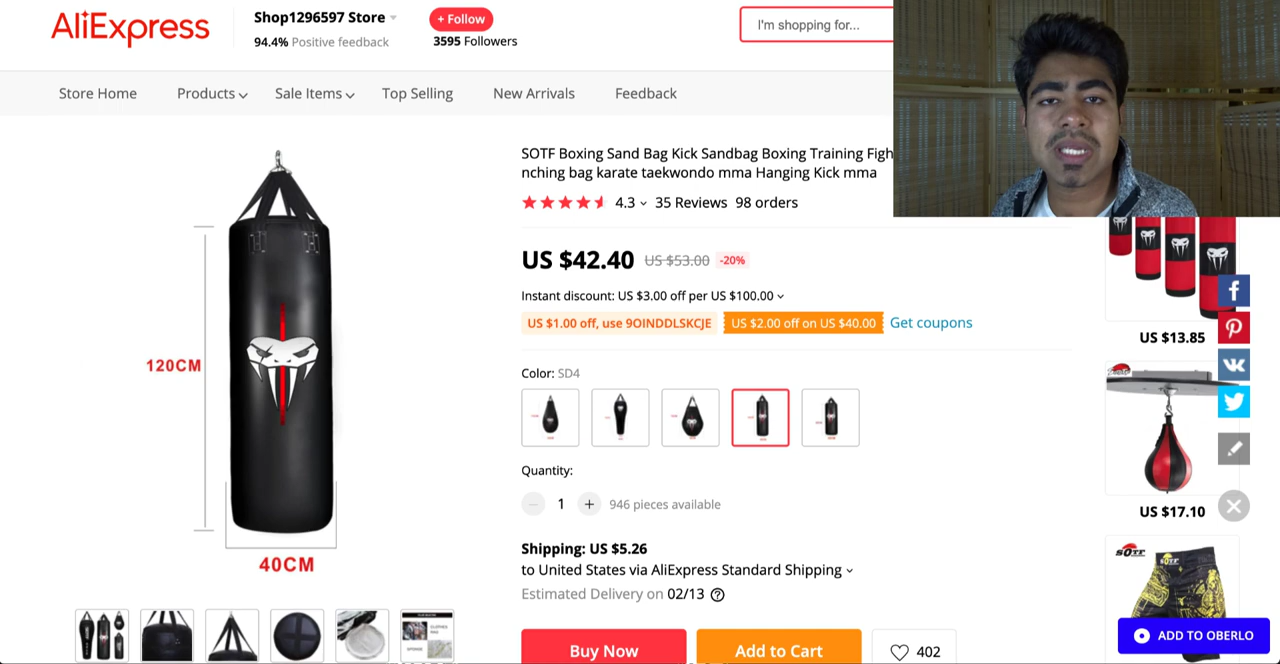 AliExpress
Shop1296597 Store
94.4% Positive feedback
+ Follow
3595 Followers
I'm shopping for...
Store Home
Products
Sale Items
Top Selling
New Arrivals
Feedback
SOTF Boxing Sand Bag Kick Sandbag Boxing Training Figh
nching bag karate taekwondo mma Hanging Kick mma
4.3
35 Reviews
98 orders
US $42.40
US $53.00
-20%
Instant discount: US $3.00 off per US $100.00
US $1.00 off, use 9OINDDLSKCJE
US $2.00 off on US $40.00
Get coupons
Color: SD4
Quantity:
1
946 pieces available
Shipping: US $5.26
to United States via AliExpress Standard Shipping
Estimated Delivery on 02/13
Buy Now
Add to Cart
402
120CM
40CM
US $13.85
US $17.10
SOTF
ADD TO OBERLO